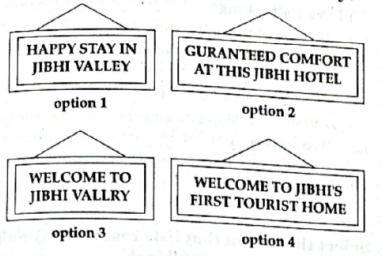 HAPPY STAY IN
JIBHI VALLEY
option 1
GURANTEED COMFORT
AT THIS JIBHI HOTEL
option 2
WELCOME TO
JIBHI VALLRY
option 3
WELCOME TO JIBHI'S
FIRST TOURIST HOME
option 4